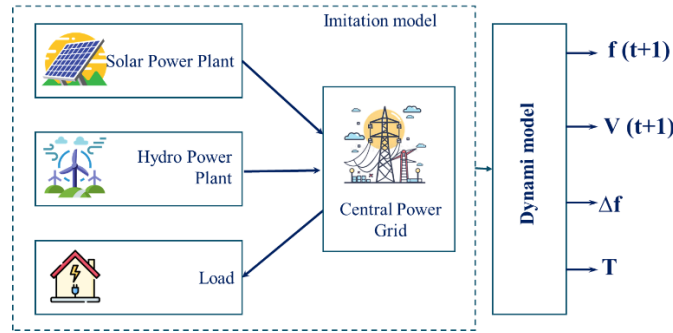 Imitation model
Solar Power Plant
Hydro Power
Plant
Load
Central Power
Grid
Dynami model
f (t+1)
V (t+1)
Δf
T